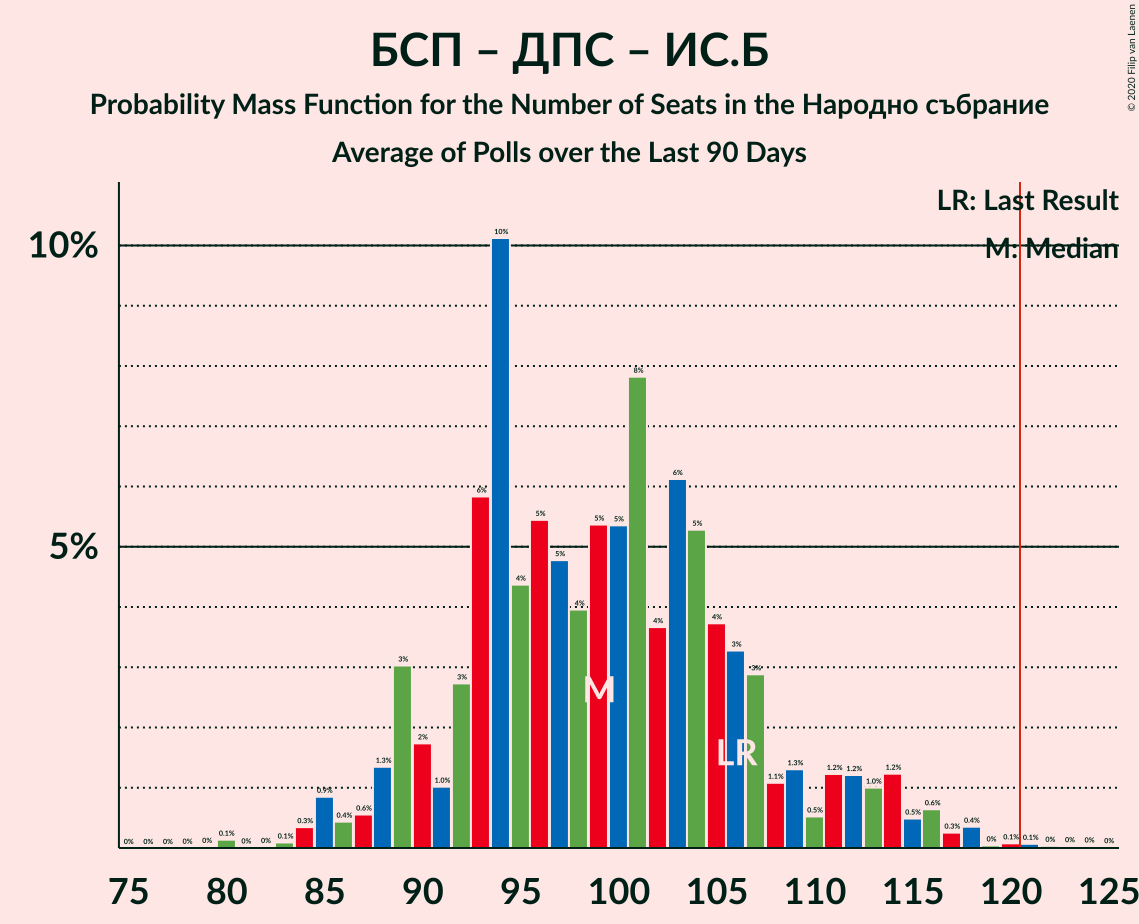 БСП – ДПС – ИС.Б
Probability Mass Function for the Number of Seats in the Народно събрание
Average of Polls over the Last 90 Days
© 2020 Filip van Laenen
LR: Last Result
M: Median
10%
5%
0% 0% 0% 0% 0% 0.1% 0% 0% 0.1% 0.3% 0.9% 0.4% 0.6% 1.3% 3% 2% 1.0% 3% 6% 10% 4% 5% 5% 4% 5% 5% 8% 4% 6% 5% 4% 3% 3% 1.1% 1.3% 0.5% 1.2% 1.2% 1.0% 1.2% 0.5% 0.6% 0.3% 0.4% 0% 0.1% 0.1% 0% 0% 0% 0%
M
LR
75 80 85 90 95 100 105 110 115 120 125